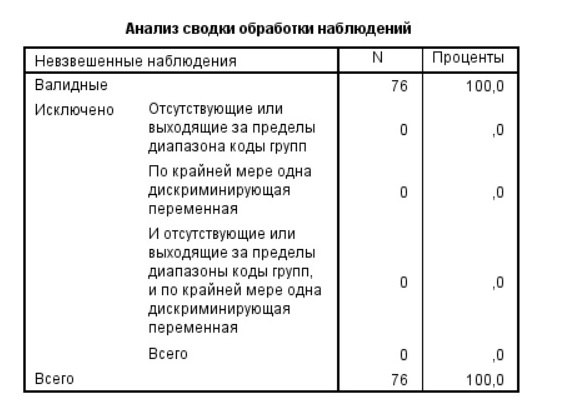 Анализ сводки обработки наблюдений
Невзвешенные наблюдения N Проценты
Валидные 76 100,0
Исключено Отсутствующие или
выходящие за пределы
диапазона коды групп 0 ,0
По крайней мере одна
дискриминирующая
переменная 0 ,0
И отсутствующие или
выходящие за пределы
диапазоны коды групп,
и по крайней мере одна
дискриминирующая
переменная 0 ,0
Всего 0 ,0
Всего 76 100,0